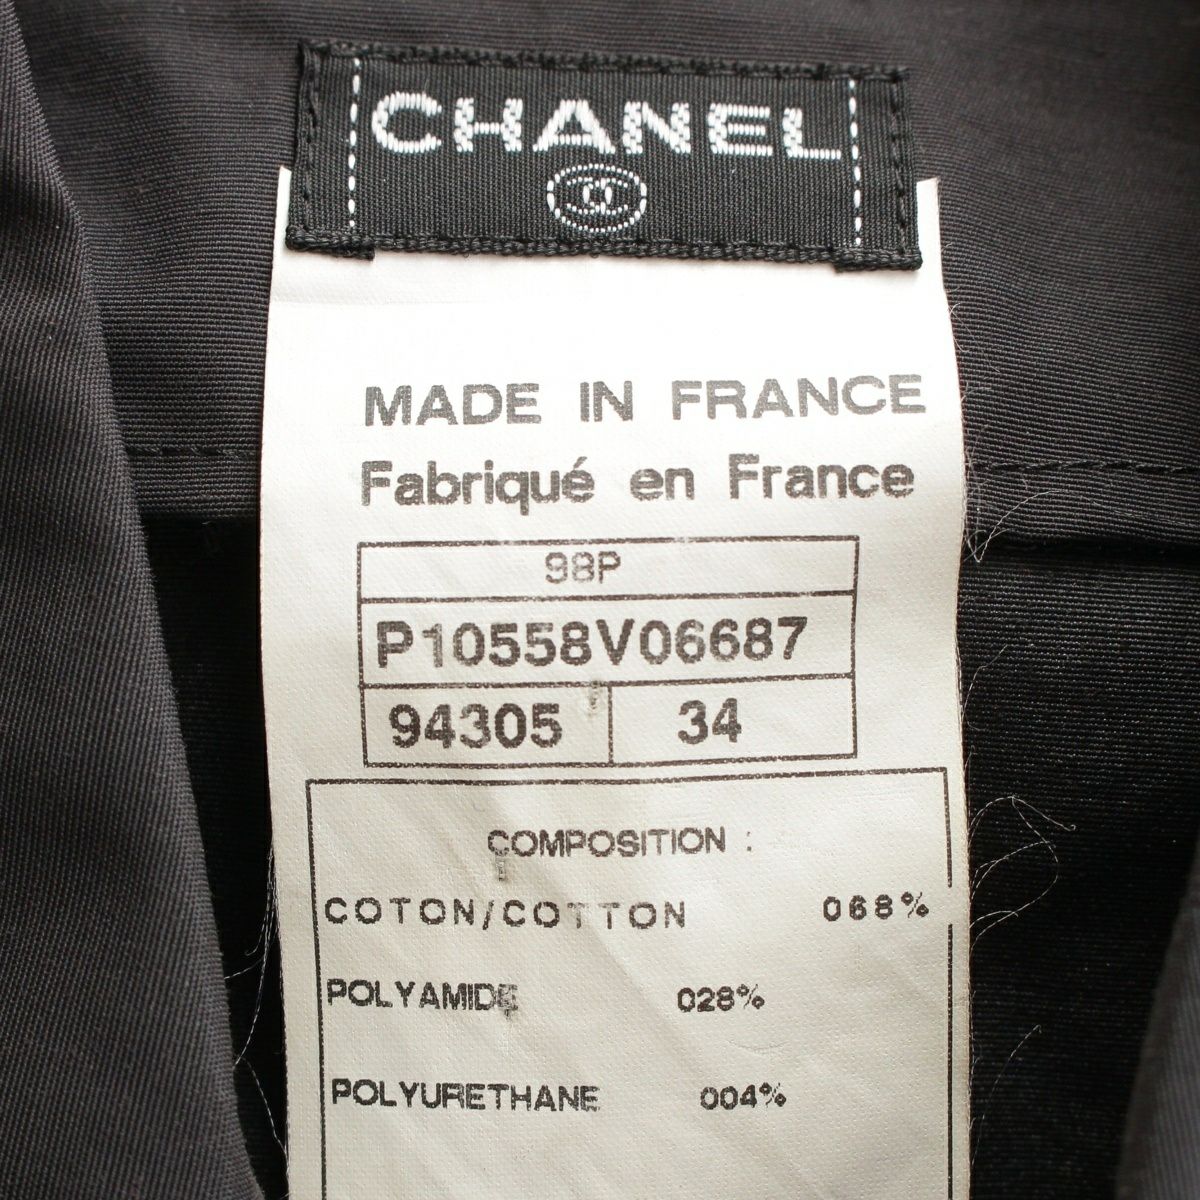 CHANEL
MADE IN FRANCE
Fabriqué en France
98P
P10558V06687
94305 34
COMPOSITION :
COTON/COTTON 068%
POLYAMIDE 028%
POLYURETHANE 004%